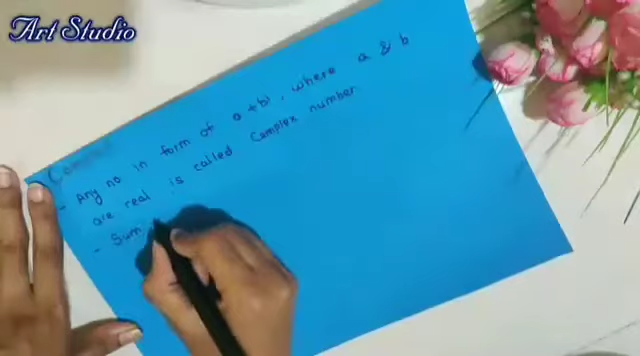 Art Studio
- Any no in form of a + bi, where a & b
are real is called Complex number
- Sum